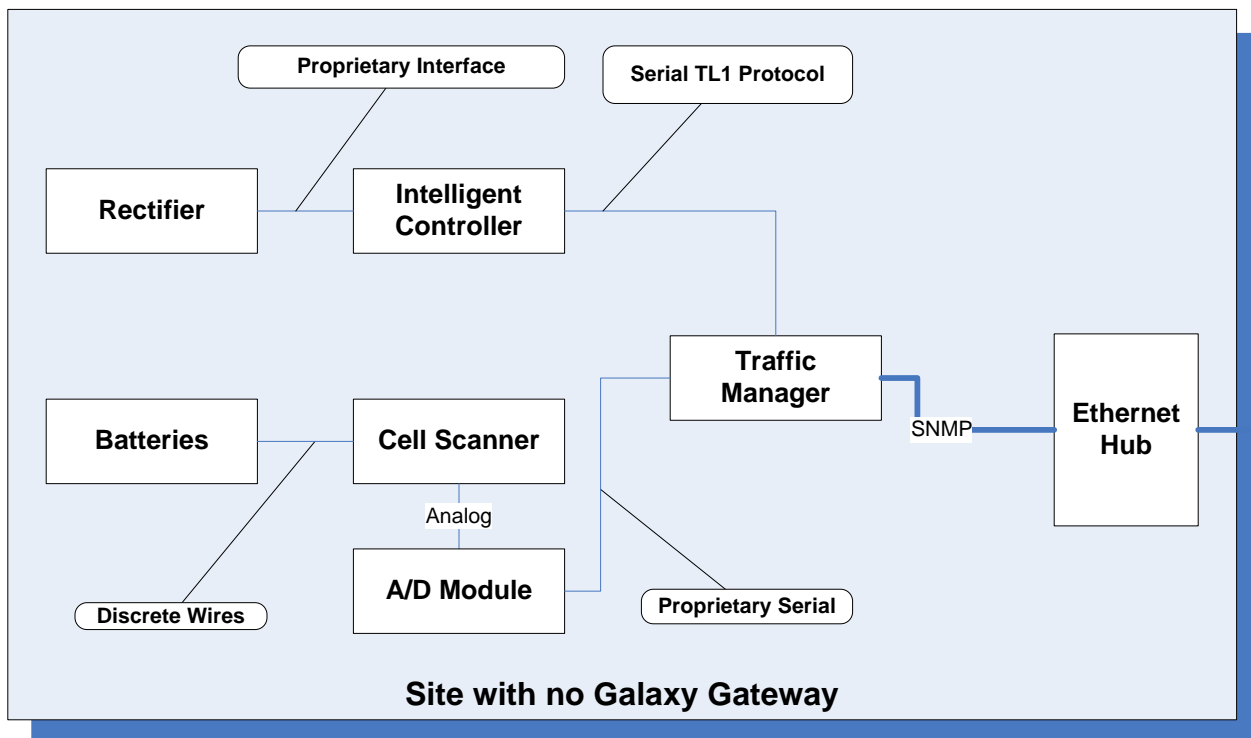 Proprietary Interface
Serial TL1 Protocol
Rectifier
Intelligent
Controller
Traffic
Manager
Ethernet
Hub
SNMP
Batteries
Cell Scanner
Analog
A/D Module
Discrete Wires
Proprietary Serial
Site with no Galaxy Gateway